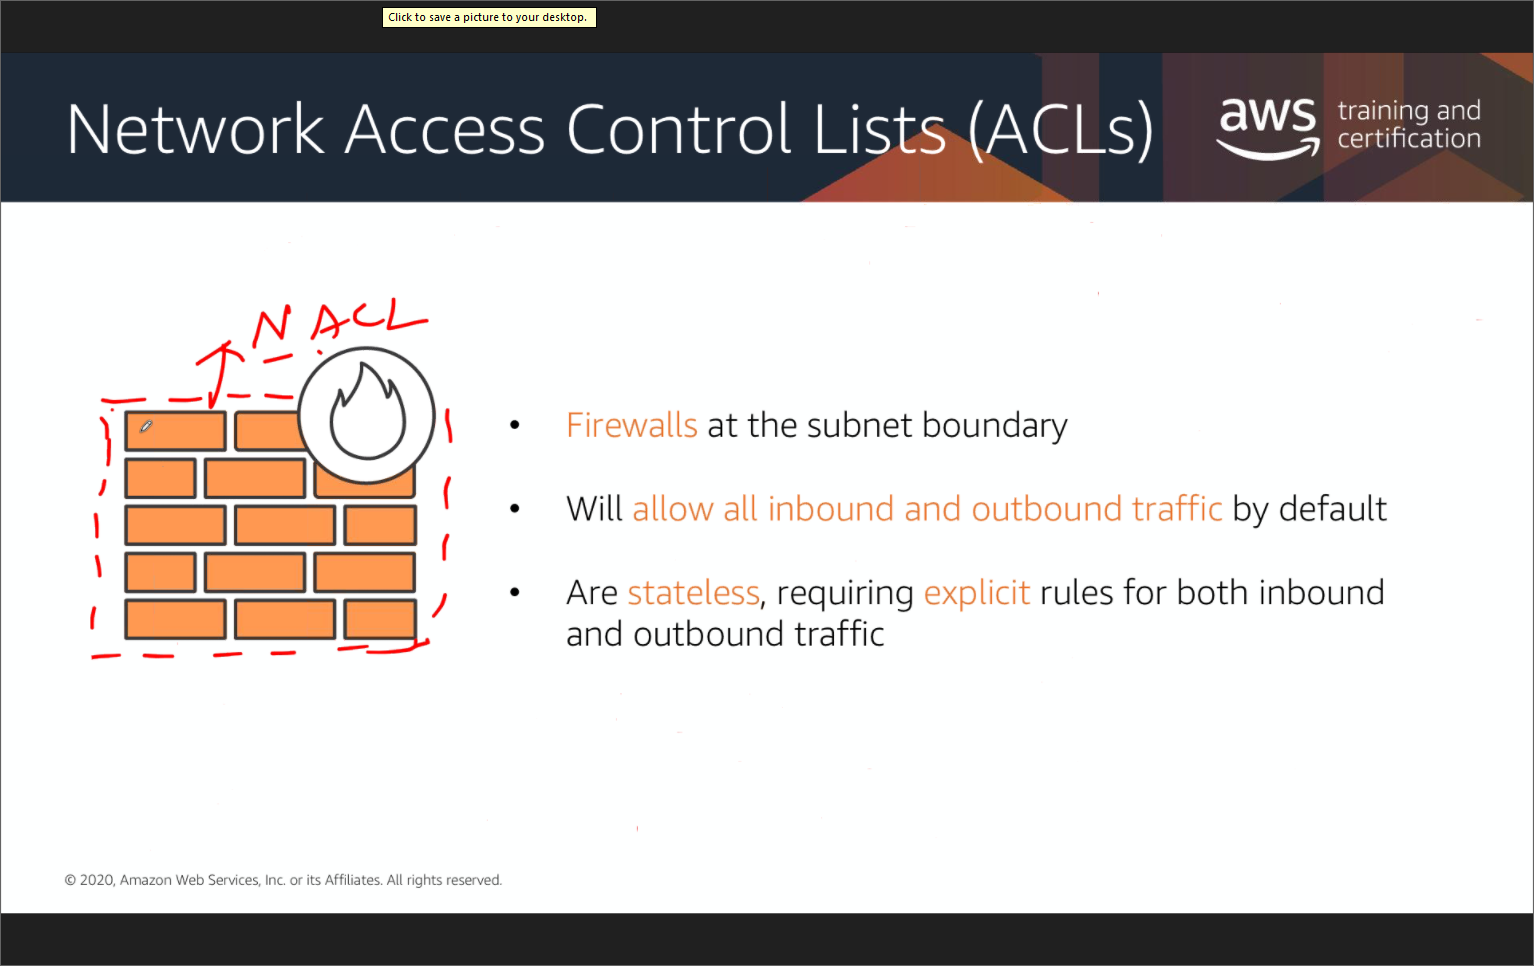 Click to save a picture to your desktop.
Network Access Control Lists (ACLs)
aws training and
certification
NACL
• Firewalls at the subnet boundary
• Will allow all inbound and outbound traffic by default
• Are stateless, requiring explicit rules for both inbound
and outbound traffic
© 2020, Amazon Web Services, Inc. or its Affiliates. All rights reserved.